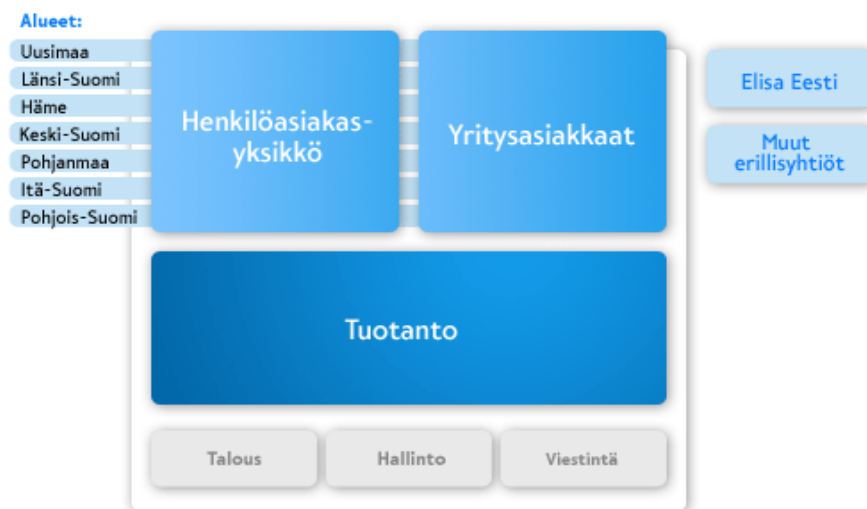 Alueet:
Uusimaa
Länsi-Suomi
Häme
Keski-Suomi
Pohjanmaa
Itä-Suomi
Pohjois-Suomi
Henkilöasiakas-
yksikkö
Yritysasiakkaat
Elisa Eesti
Muut
erillisyhtiöt
Tuotanto
Talous
Hallinto
Viestintä